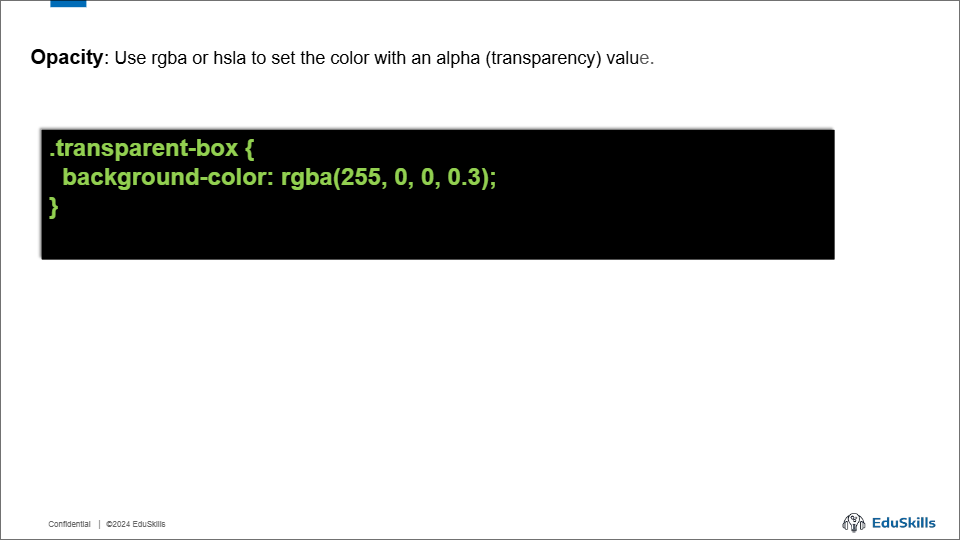 Opacity: Use rgba or hsla to set the color with an alpha (transparency) value.
.transparent-box {
  background-color: rgba(255, 0, 0, 0.3);
}
Confidential | ©2024 EduSkills
EduSkills